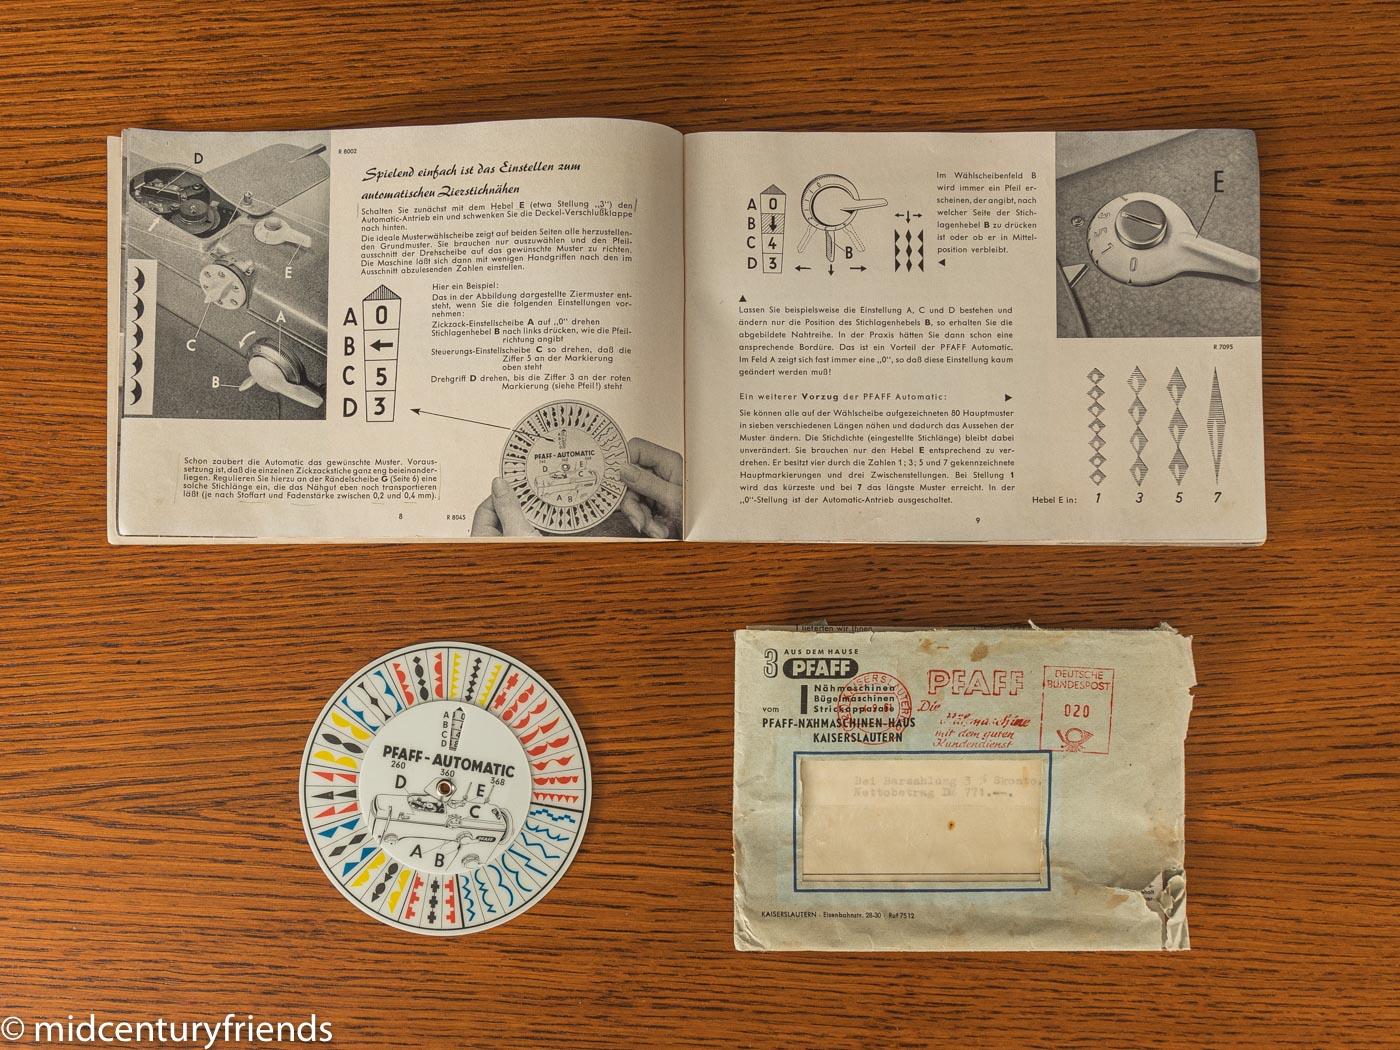 R 8002
Spielend einfach ist das Einstellen zum
automatischen Zierstichnähen
Schalten Sie zunächst mit dem Hebel E (etwa Stellung „3") den
Automatic-Antrieb ein und schwenken Sie die Deckel-Verschlußklappe
nach hinten.
Die ideale Musterwählscheibe zeigt auf beiden Seiten alle herzustellen-
den Grundmuster. Sie brauchen nur auszuwählen und den Pfeil-
ausschnitt der Drehscheibe auf das gewünschte Muster zu richten.
Die Maschine läßt sich dann mit wenigen Handgriffen nach den im
Ausschnitt abzulesenden Zahlen einstellen.
Hier ein Beispiel:
Das in der Abbildung dargestellte Ziermuster ent-
steht, wenn Sie die folgenden Einstellungen vor-
nehmen:
Zickzack-Einstellscheibe A auf „0" drehen
Stichlagenhebel B nach links drücken, wie die Pfeil-
richtung angibt
Steuerungs-Einstellscheibe C so drehen, daß die
Ziffer 5 an der Markierung
oben steht
Drehgriff D drehen, bis die Ziffer 3 an der roten
Markierung (siehe Pfeil!) steht
D
E
A
C
B
A 0
B
C 5
D 3
PFAFF-AUTOMATIC
D E
C
A B
Schon zaubert die Automatic das gewünschte Muster. Voraus-
setzung ist, daß die einzelnen Zickzackstiche ganz eng beieinander-
liegen. Regulieren Sie hierzu an der Rändelscheibe G (Seite 6) eine
solche Stichlänge ein, die das Nähgut eben noch transportieren
läßt (je nach Stoffart und Fadenstärke zwischen 0,2 und 0,4 mm).
8
R 8045
A 0
B
C 4
D 3
B
Im Wählscheibenfeld B
wird immer ein Pfeil er-
scheinen, der angibt, nach
welcher Seite der Stich-
lagenhebel B zu drücken
ist oder ob er in Mittel-
position verbleibt.
E
0
R 7095
Lassen Sie beispielsweise die Einstellung A, C und D bestehen und
ändern nur die Position des Stichlagenhebels B, so erhalten Sie die
abgebildete Nahtreihe. In der Praxis hätten Sie dann schon eine
ansprechende Bordüre. Das ist ein Vorteil der PFAFF Automatic.
Im Feld A zeigt sich fast immer eine „0", so daß diese Einstellung kaum
geändert werden muß!
Ein weiterer Vorzug der PFAFF Automatic:
Sie können alle auf der Wählscheibe aufgezeichneten 80 Hauptmuster
in sieben verschiedenen Längen nähen und dadurch das Aussehen der
Muster ändern. Die Stichdichte (eingestellte Stichlänge) bleibt dabei
unverändert. Sie brauchen nur den Hebel E entsprechend zu ver-
drehen. Er besitzt vier durch die Zahlen 1; 3; 5 und 7 gekennzeichnete
Hauptmarkierungen und drei Zwischenstellungen. Bei Stellung 1
wird das kürzeste und bei 7 das längste Muster erreicht. In der
„0"-Stellung ist der Automatic-Antrieb ausgeschaltet.
Hebel E in: 1 3 5 7
9
A
B
C
D
PFAFF-AUTOMATIC
260 360 368
D E
C
PFAFF
A B
lieferten wir Ihnen
3 AUS DEM HAUSE
PFAFF
Nähmaschinen
Bügelmaschinen
Strickapparate
vom
PFAFF-NÄHMASCHINEN-HAUS
KAISERSLAUTERN
KAISERSLAUTERN
PFAFF
Die
Nähmaschine
mit dem guten
Kundendienst
DEUTSCHE
BUNDESPOST
020
Bei Barzahlung 3 % Skonto,
Nettobetrag DM 771.--.
KAISERSLAUTERN · Eisenbahnstr. 28-30 · Ruf 7512
© midcenturyfriends